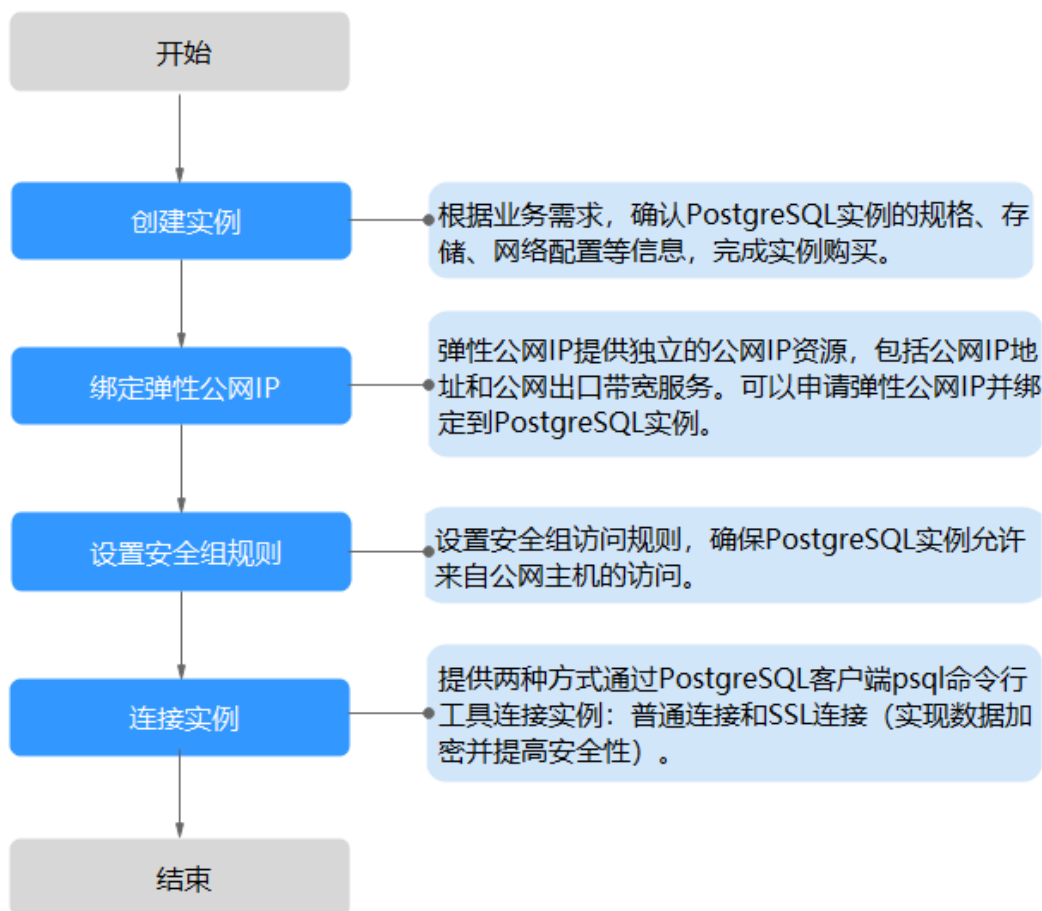 开始
创建实例
根据业务需求，确认PostgreSQL实例的规格、存
储、网络配置等信息，完成实例购买。
绑定弹性公网IP
弹性公网IP提供独立的公网IP资源，包括公网IP地
址和公网出口带宽服务。可以申请弹性公网IP并绑
定到PostgreSQL实例。
设置安全组规则
设置安全组访问规则，确保PostgreSQL实例允许
来自公网主机的访问。
连接实例
提供两种方式通过PostgreSQL客户端psql命令行
工具连接实例：普通连接和SSL连接（实现数据加
密并提高安全性）。
结束